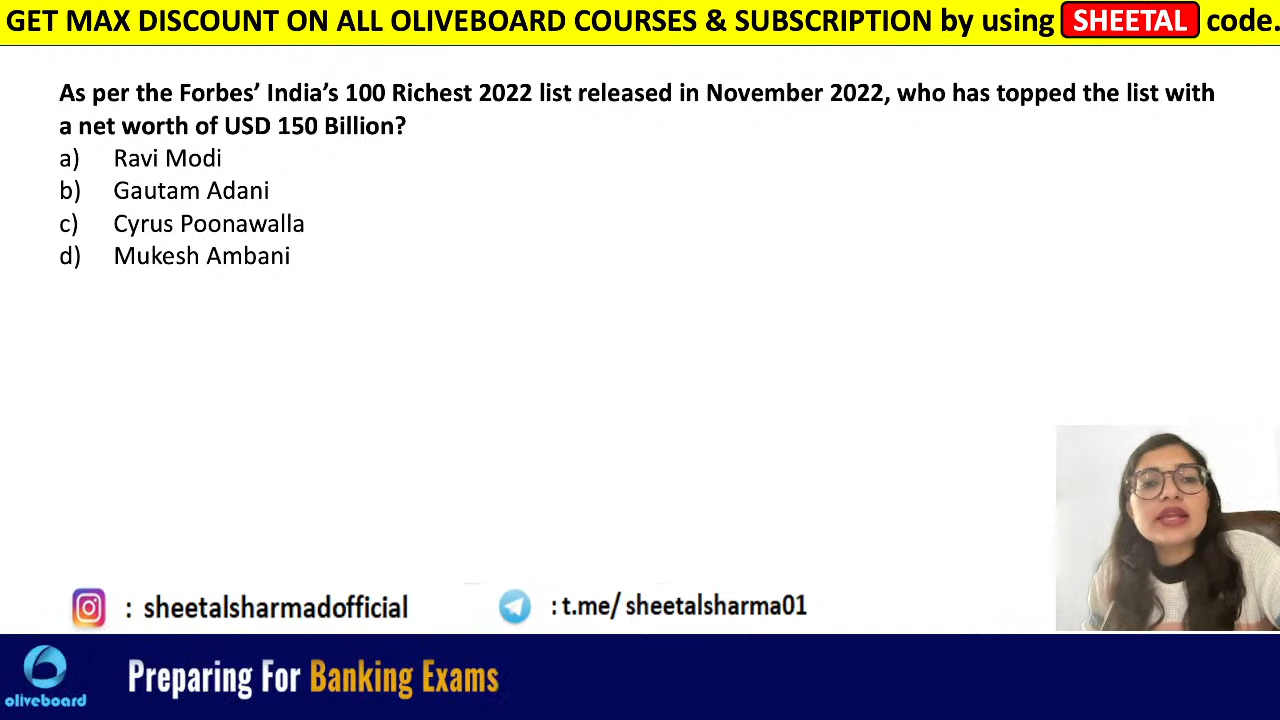 GET MAX DISCOUNT ON ALL OLIVEBOARD COURSES & SUBSCRIPTION by using SHEETAL code.
As per the Forbes’ India’s 100 Richest 2022 list released in November 2022, who has topped the list with
a net worth of USD 150 Billion?
a) Ravi Modi
b) Gautam Adani
c) Cyrus Poonawalla
d) Mukesh Ambani
: sheetalsharmadofficial : t.me/ sheetalsharma01
Preparing For Banking Exams
oliveboard